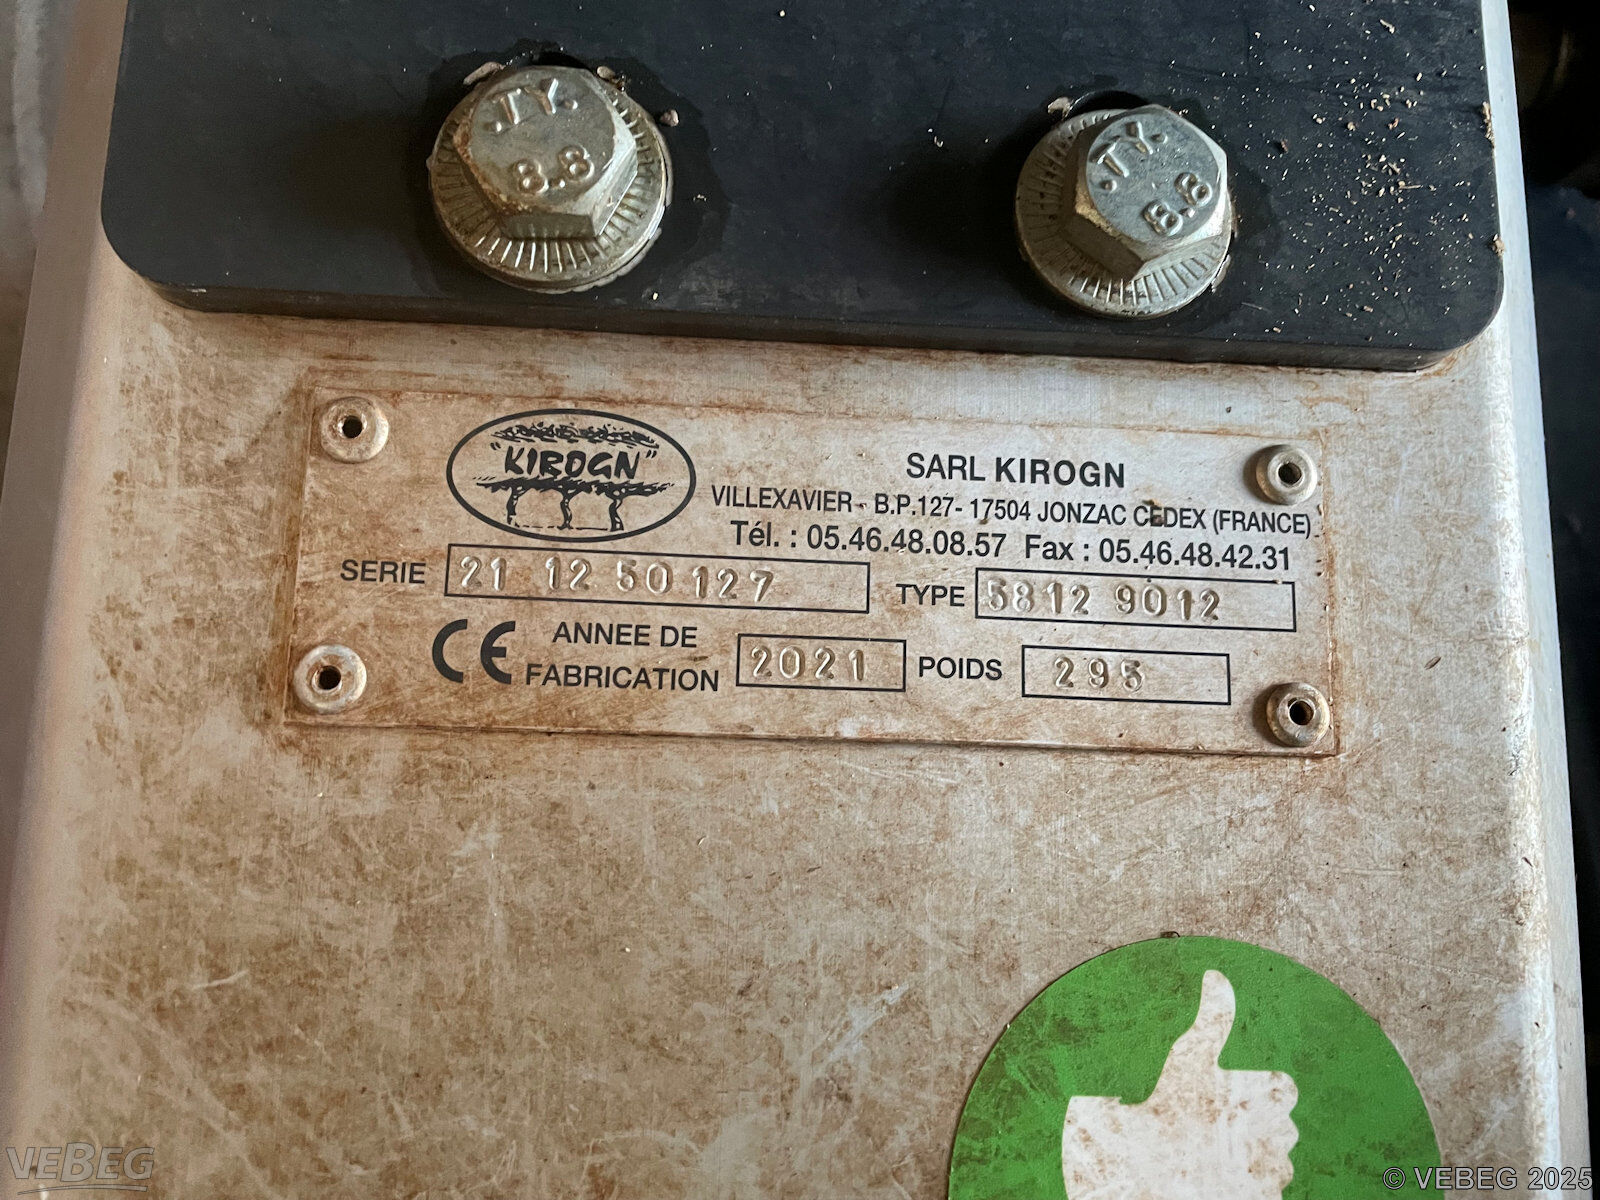 .TY.
8.8
.TY.
8.8
"KIROGN"
SARL KIROGN
VILLEXAVIER - B.P.127- 17504 JONZAC CEDEX (FRANCE)
Tél. : 05.46.48.08.57 Fax : 05.46.48.42.31
SERIE 21 12 50 127 TYPE 5812 9012
CE ANNEE DE FABRICATION 2021 POIDS 295
VEBEG
© VEBEG 2025